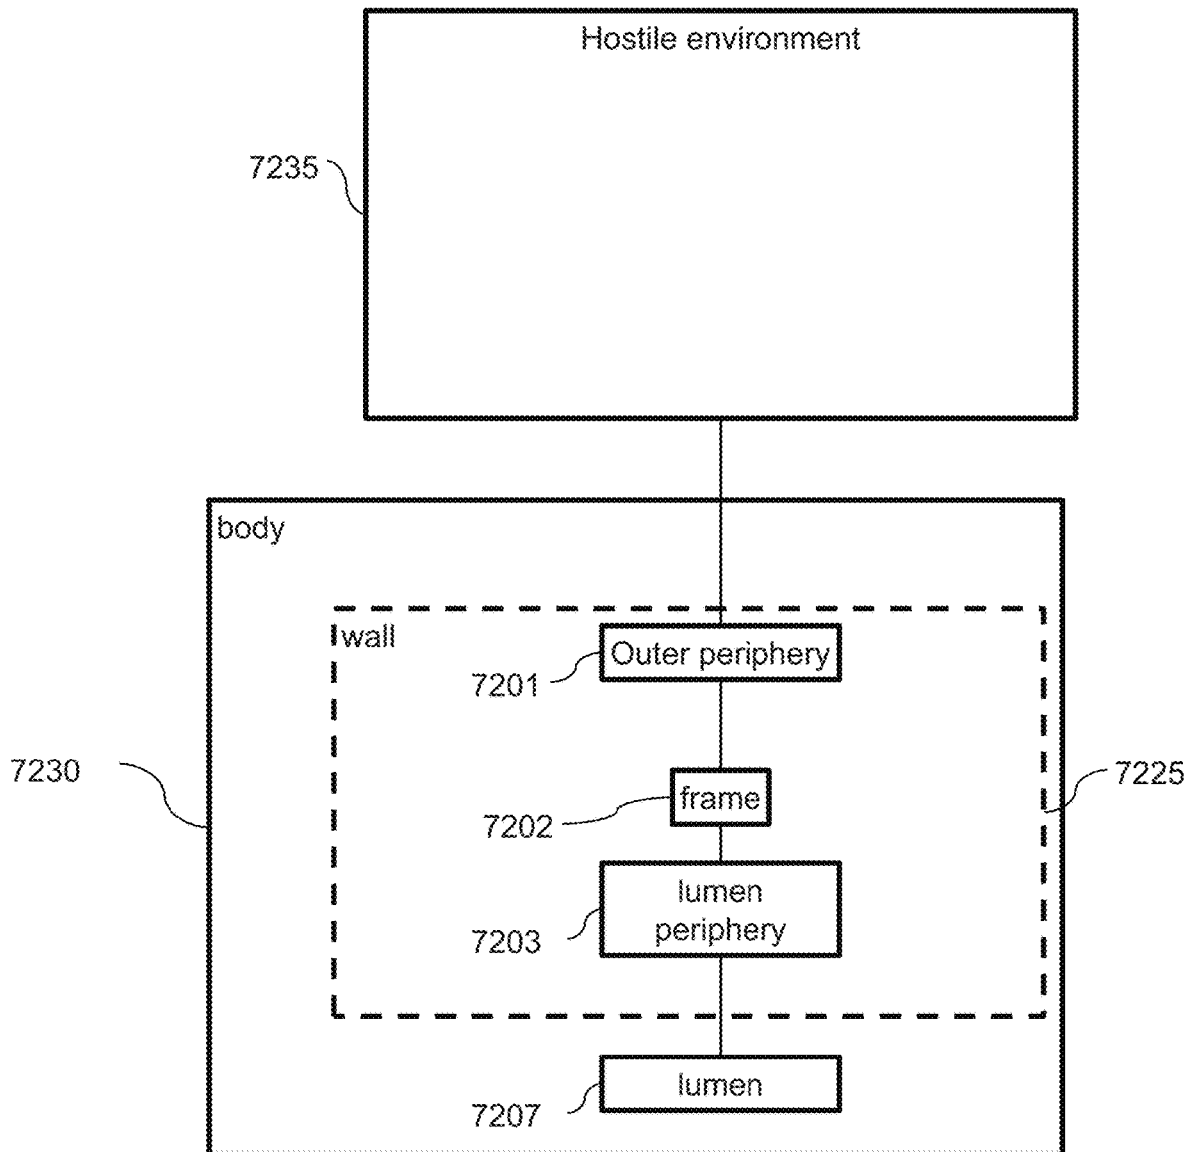 Hostile environment
7235
body
wall
Outer periphery
7201
7230
frame
7225
7202
lumen
periphery
7203
lumen
7207